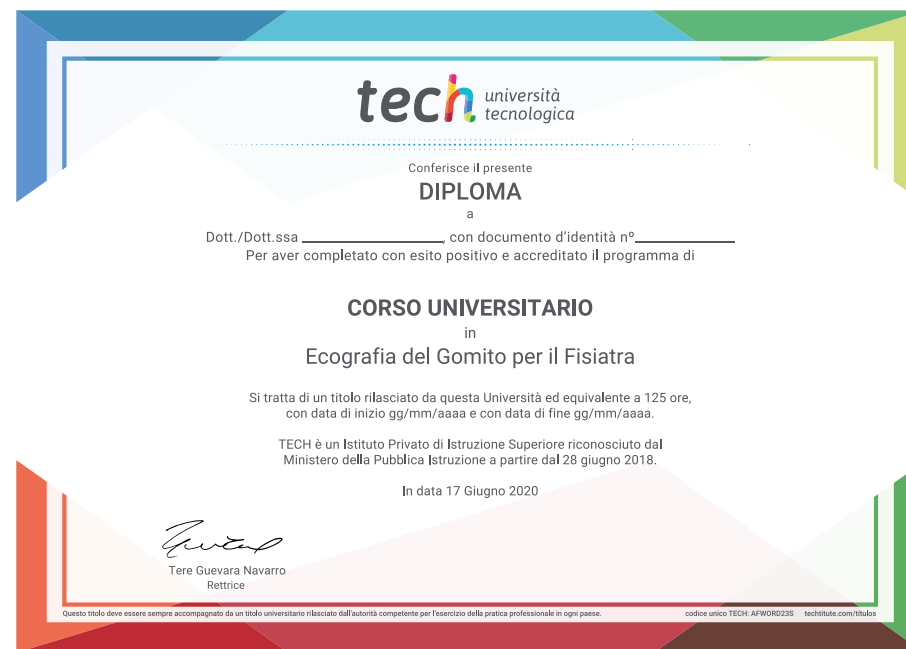 tech università
tecnologica
Conferisce il presente
DIPLOMA
a
Dott./Dott.ssa ________________, con documento d'identità nº___________
Per aver completato con esito positivo e accreditato il programma di
CORSO UNIVERSITARIO
in
Ecografia del Gomito per il Fisiatra
Si tratta di un titolo rilasciato da questa Università ed equivalente a 125 ore,
con data di inizio gg/mm/aaaa e con data di fine gg/mm/aaaa.
TECH è un Istituto Privato di Istruzione Superiore riconosciuto dal
Ministero della Pubblica Istruzione a partire dal 28 giugno 2018.
In data 17 Giugno 2020
Tere Guevara Navarro
Rettrice
Questo titolo deve essere sempre accompagnato da un titolo universitario rilasciato dall'autorità competente per l'esercizio della pratica professionale in ogni paese. codice unico TECH: AFWORD23S techtitute.com/títulos